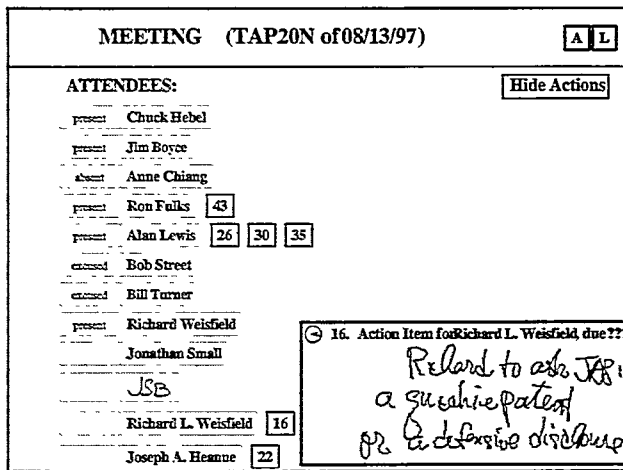 MEETING (TAP20N of 08/13/97)
A L
ATTENDEES:
Hide Actions
present Chuck Hebel
present Jim Boyce
absent Anne Chiang
present Ron Fulks 43
present Alan Lewis 26 30 35
excused Bob Street
excused Bill Turner
present Richard Weisfield
Jonathan Small
JSB
Richard L. Weisfield 16
Joseph A. Heanue 22
16. Action Item for Richard L. Weisfield, due??
to ask
a patent
or a defensive disclosure